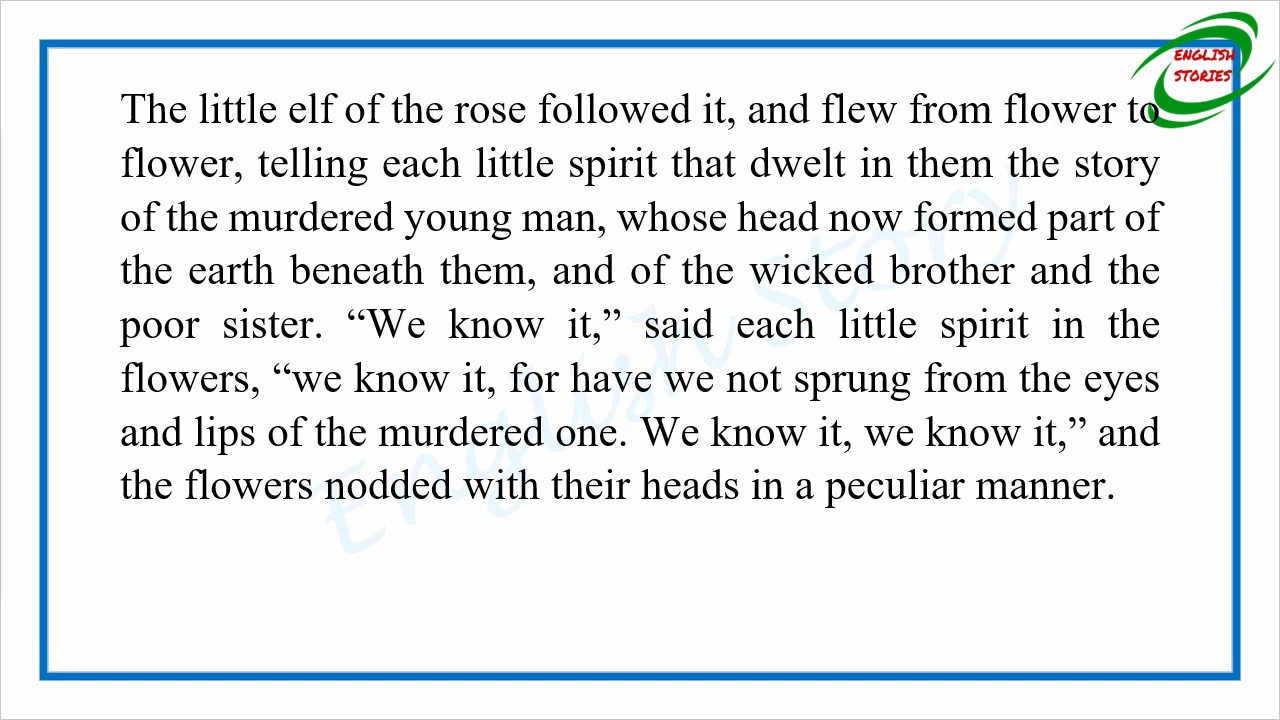 ENGLISH
STORIES
The little elf of the rose followed it, and flew from flower to
flower, telling each little spirit that dwelt in them the story
of the murdered young man, whose head now formed part of
the earth beneath them, and of the wicked brother and the
poor sister. “We know it,” said each little spirit in the
flowers, “we know it, for have we not sprung from the eyes
and lips of the murdered one. We know it, we know it,” and
the flowers nodded with their heads in a peculiar manner.
English Story